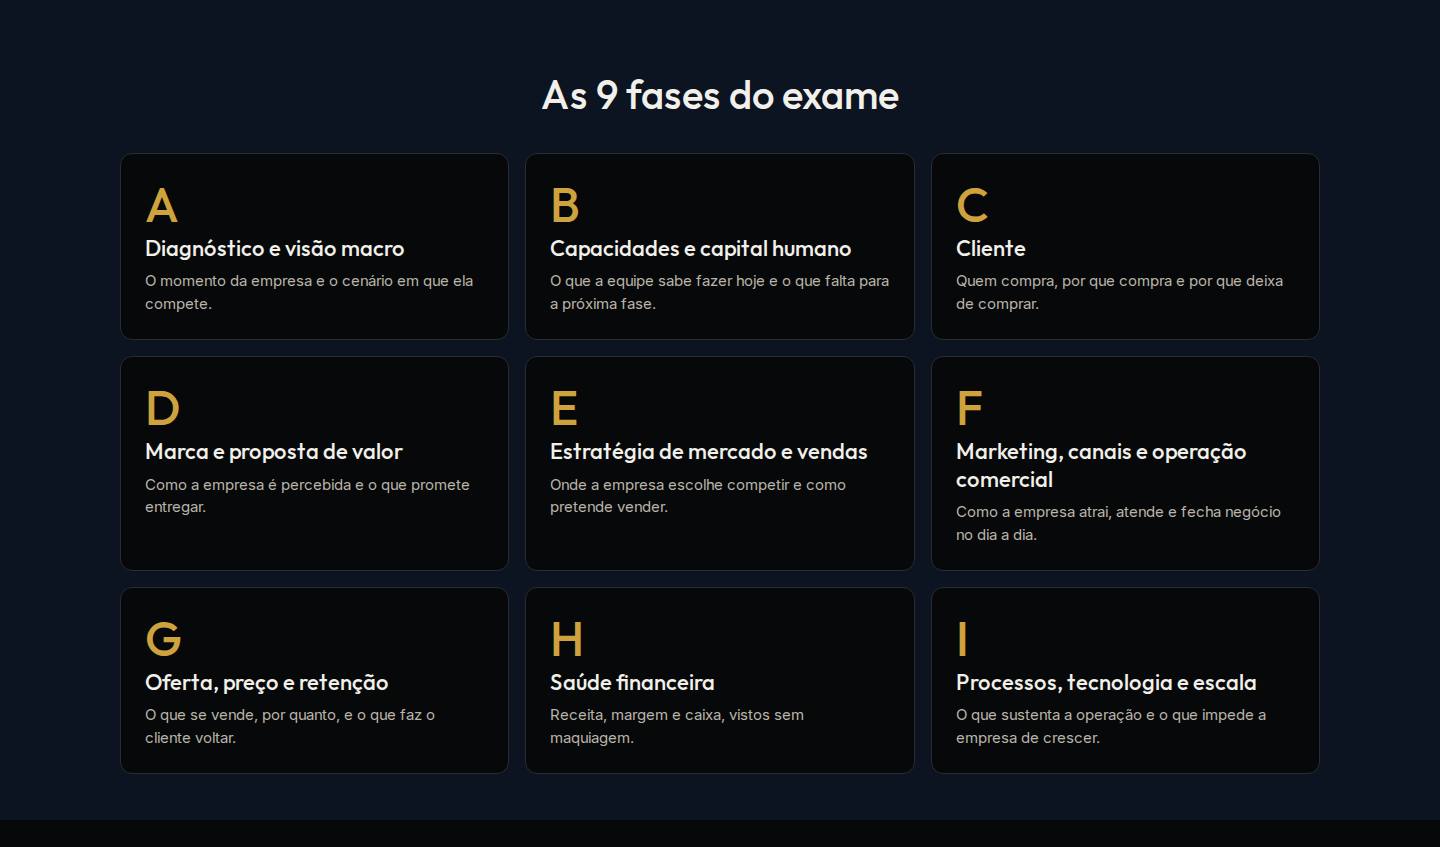 As 9 fases do exame
A
Diagnóstico e visão macro
O momento da empresa e o cenário em que ela
compete.
B
Capacidades e capital humano
O que a equipe sabe fazer hoje e o que falta para
a próxima fase.
C
Cliente
Quem compra, por que compra e por que deixa
de comprar.
D
Marca e proposta de valor
Como a empresa é percebida e o que promete
entregar.
E
Estratégia de mercado e vendas
Onde a empresa escolhe competir e como
pretende vender.
F
Marketing, canais e operação
comercial
Como a empresa atrai, atende e fecha negócio
no dia a dia.
G
Oferta, preço e retenção
O que se vende, por quanto, e o que faz o
cliente voltar.
H
Saúde financeira
Receita, margem e caixa, vistos sem
maquiagem.
I
Processos, tecnologia e escala
O que sustenta a operação e o que impede a
empresa de crescer.